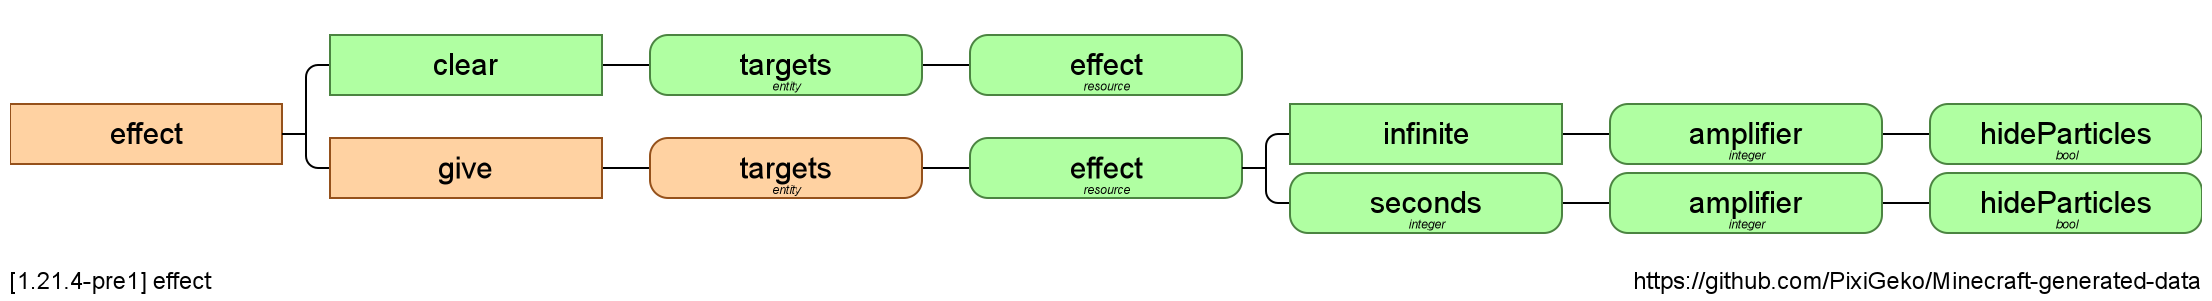 effect
clear
targets
entity
effect
resource
give
targets
entity
effect
resource
infinite
amplifier
integer
hideParticles
bool
seconds
integer
amplifier
integer
hideParticles
bool
[1.21.4-pre1] effect
https://github.com/PixiGeko/Minecraft-generated-data